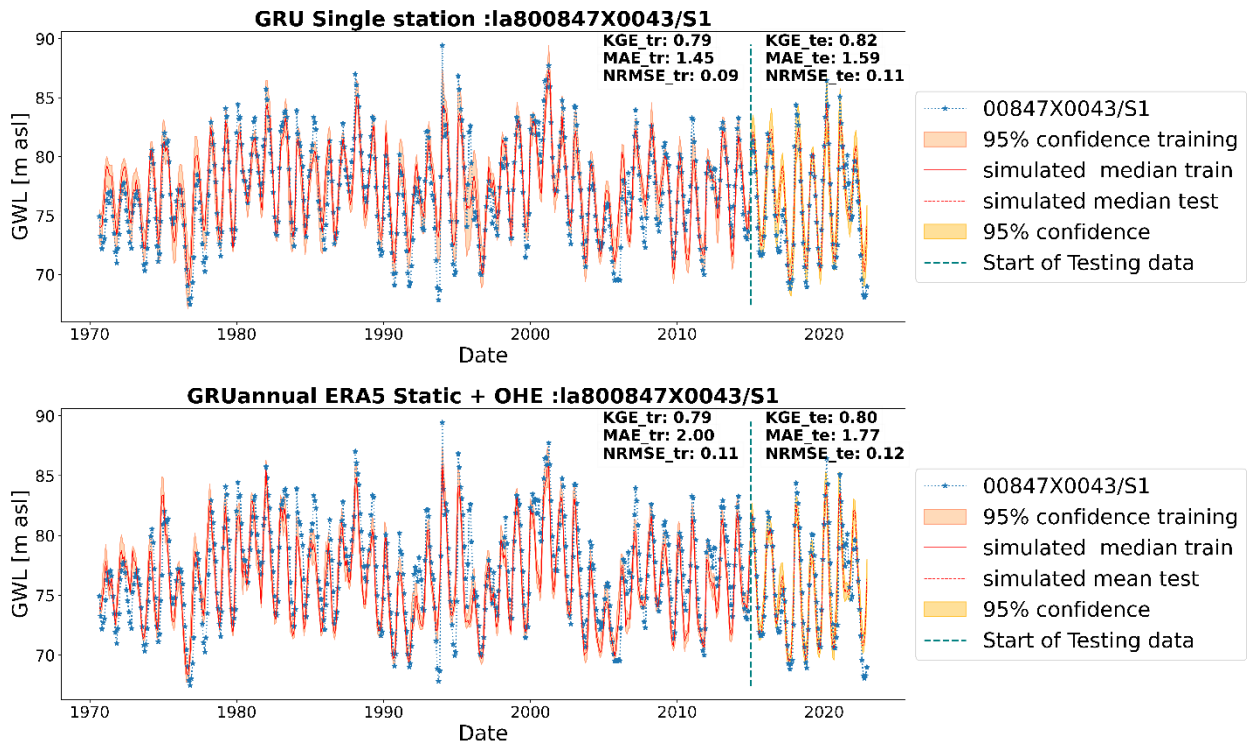 GRU Single station :la800847X0043/S1
90
KGE_tr: 0.79
KGE_te: 0.82
MAE_tr: 1.45
MAE_te: 1.59
NRMSE_tr: 0.09
NRMSE_te: 0.11
85
80
75
70
GWL [m asl]
1970
1980
1990
2000
2010
2020
Date
00847X0043/S1
95% confidence training
simulated  median train
simulated median test
95% confidence
Start of Testing data
GRUannual ERA5 Static + OHE :la800847X0043/S1
90
KGE_tr: 0.79
KGE_te: 0.80
MAE_tr: 2.00
MAE_te: 1.77
NRMSE_tr: 0.11
NRMSE_te: 0.12
85
80
75
70
GWL [m asl]
1970
1980
1990
2000
2010
2020
Date
00847X0043/S1
95% confidence training
simulated  median train
simulated mean test
95% confidence
Start of Testing data